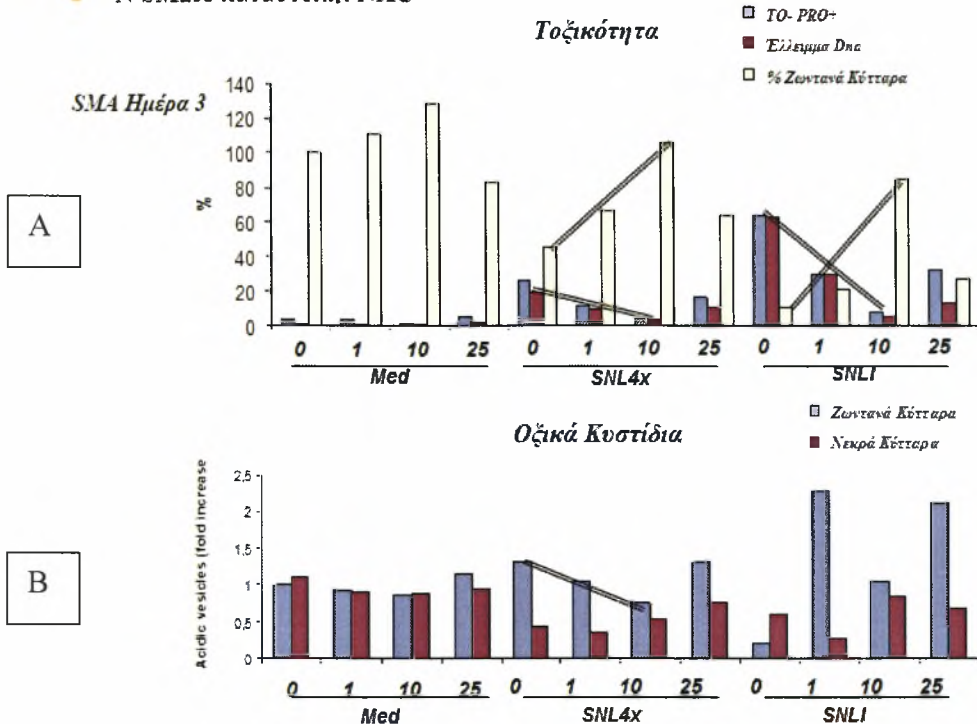 Τοξικότητα
TO- PRO+
Έλλειμμα Dna
% Ζωντανά Κύτταρα
SMA Ημέρα 3
A
%
140
120
100
80
60
40
20
0
0 1 10 25 0 1 10 25 0 1 10 25
Med SNL4x SNLI
Οξικά Κυστίδια
Ζωντανά Κύτταρα
Νεκρά Κύτταρα
B
Acidic vesicles (fold increase
2,5
2
1,5
1
0,5
0
0 1 10 25 0 1 10 25 0 1 10 25
Med SNL4x SNLI